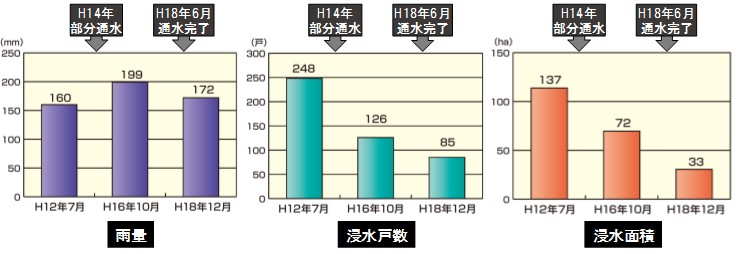 H14年
部分通水
H18年6月
通水完了
(mm)
250
200
150
100
50
0
160
199
172
H12年7月
H16年10月
H18年12月
雨量
H14年
部分通水
H18年6月
通水完了
(戸)
300
250
200
150
100
50
0
248
126
85
H12年7月
H16年10月
H18年12月
浸水戸数
H14年
部分通水
H18年6月
通水完了
(ha)
150
100
50
0
137
72
33
H12年7月
H16年10月
H18年12月
浸水面積